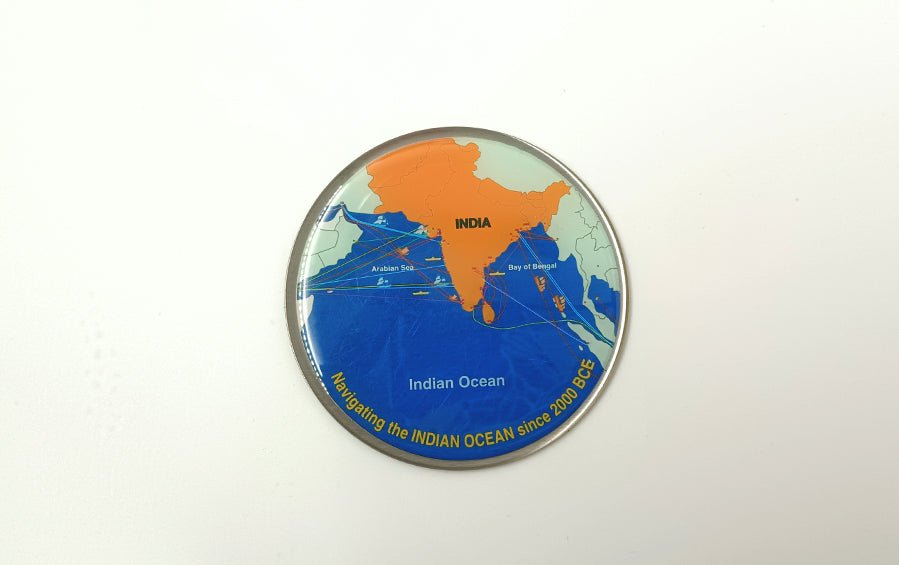 INDIA
Arabian Sea
Bay of Bengal
Indian Ocean
Navigating the INDIAN OCEAN since 2000 BCE